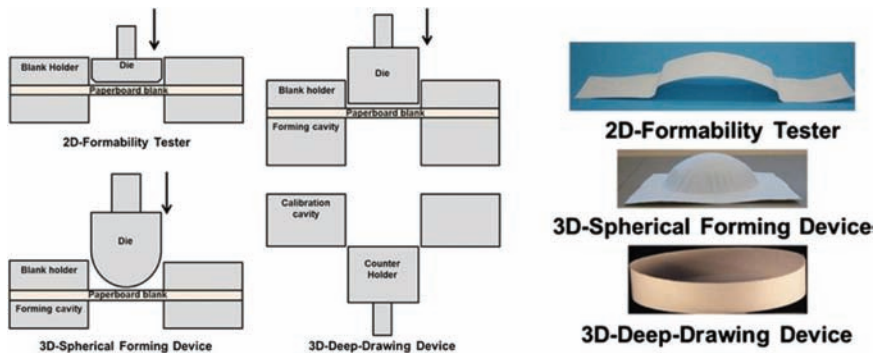 Blank Holder
Die
Paperboard blank
2D-Formability Tester
Die
Blank holder
Paperboard blank
Forming cavity
3D-Spherical Forming Device
Die
Blank holder
Paperboard blank
Forming cavity
Calibration
cavity
Counter
Holder
3D-Deep-Drawing Device
2D-Formability Tester
3D-Spherical Forming Device
3D-Deep-Drawing Device